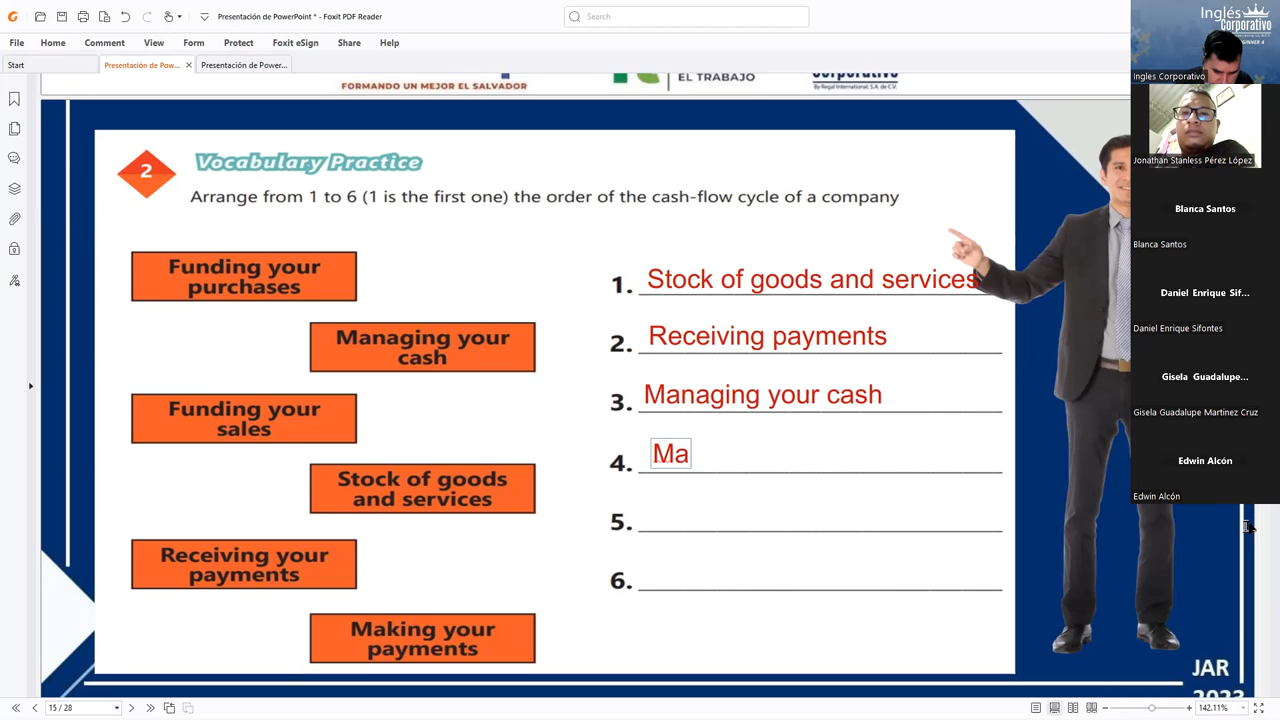 Presentación de PowerPoint * - Foxit PDF Reader
Search
File Home Comment View Form Protect Foxit eSign Share Help
Start
Presentación de Pow...
Presentación de Power...
FORMANDO UN MEJOR EL SALVADOR
EL TRABAJO
Corporativo
By Regal International, S.A. de C.V.
2
Vocabulary Practice
Arrange from 1 to 6 (1 is the first one) the order of the cash-flow cycle of a company
Funding your
purchases
Managing your
cash
Funding your
sales
Stock of goods
and services
Receiving your
payments
Making your
payments
1. Stock of goods and services
2. Receiving payments
3. Managing your cash
4. Ma
5.
6.
JAR
2023
Inglés
Corporativo
Ingles Corporativo
Jonathan Stanless Pérez López
Blanca Santos
Blanca Santos
Daniel Enrique Sif...
Daniel Enrique Sifontes
Gisela Guadalupe...
Gisela Guadalupe Martinez Cruz
Edwin Alcón
Edwin Alcón
15 / 28
142.11%